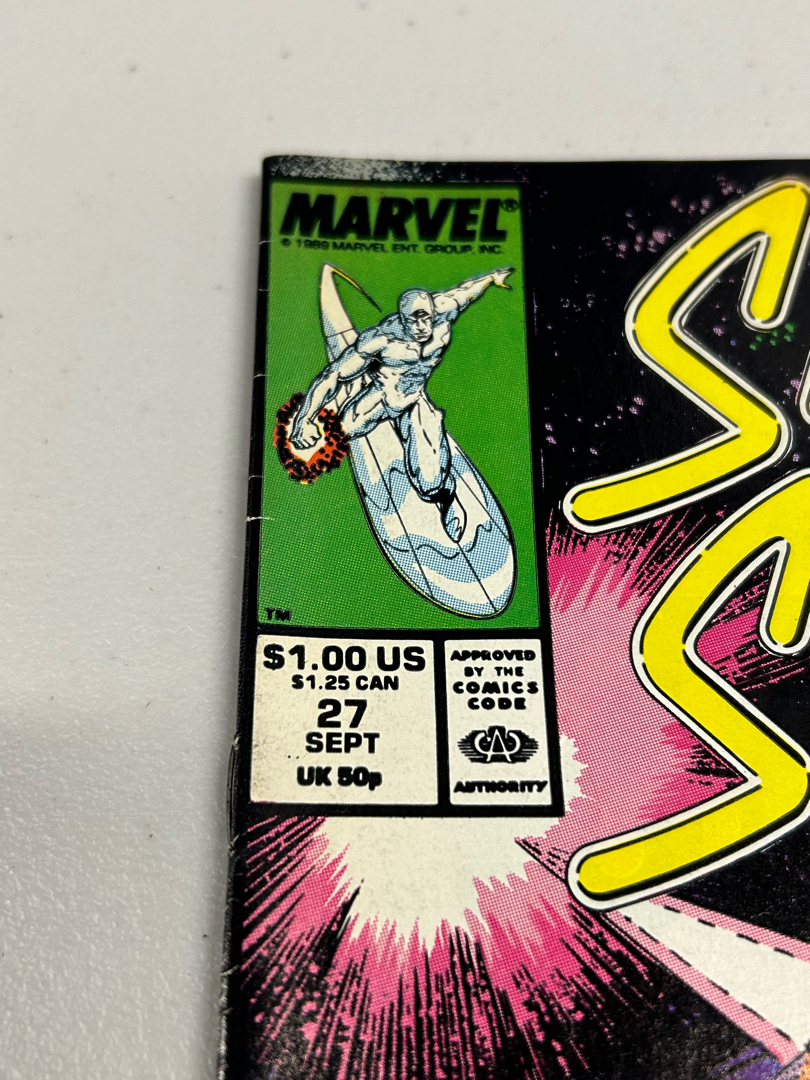 MARVEL®
© 1989 MARVEL ENT. GROUP, INC.
TM
$1.00 US
$1.25 CAN
27
SEPT
UK 50p
APPROVED
BY THE
COMICS
CODE
CAC
AUTHORITY
S
S